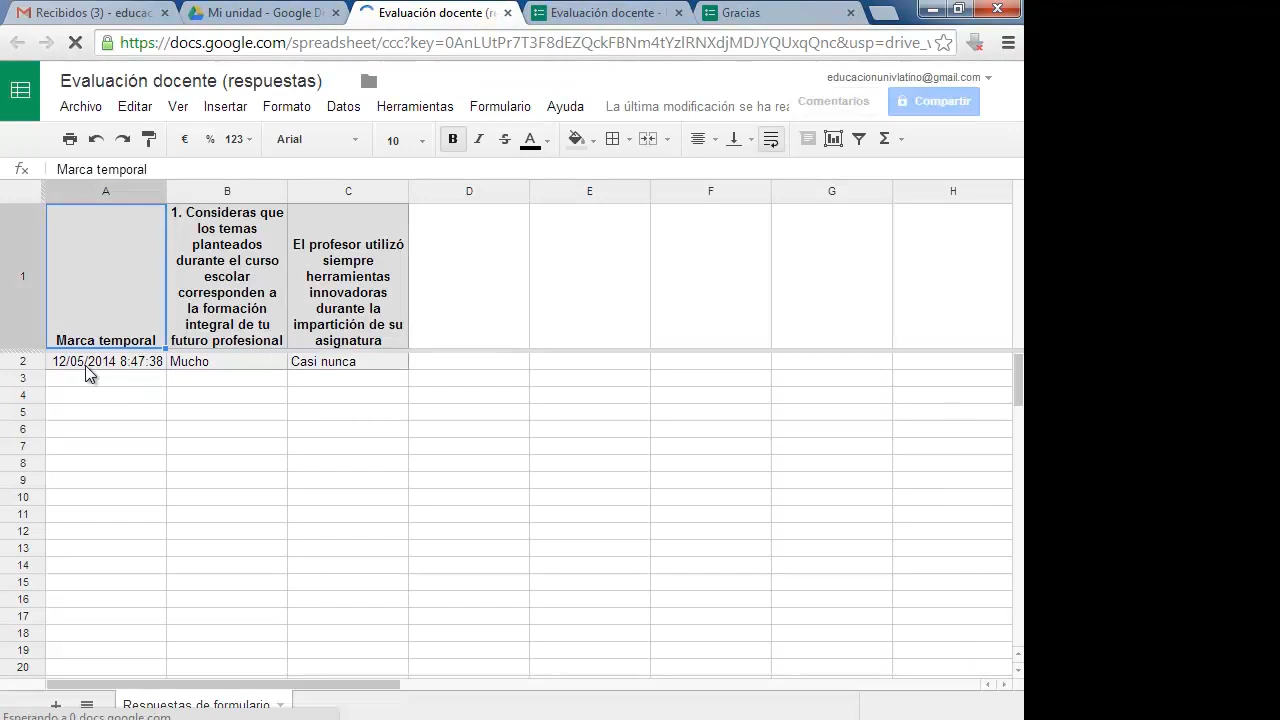 Recibidos (3) - educac
Mi unidad - Google Dr
Evaluación docente (re
Evaluación docente -
Gracias
https://docs.google.com/spreadsheet/ccc?key=0AnLUtPr7T3F8dEZQckFBNm4tYzlRNXdjMDJYQUxqQnc&usp=drive_v
Evaluación docente (respuestas)
educacionunivlatino@gmail.com
Archivo Editar Ver Insertar Formato Datos Herramientas Formulario Ayuda La última modificación se ha rea
Comentarios
Compartir
€ % 123 Arial 10 B I S A Σ
fx Marca temporal
A B C D E F G H
1
Marca temporal
1. Consideras que
los temas
planteados
durante el curso
escolar
corresponden a
la formación
integral de tu
futuro profesional
El profesor utilizó
siempre
herramientas
innovadoras
durante la
impartición de su
asignatura
2 12/05/2014 8:47:38 Mucho Casi nunca
3
4
5
6
7
8
9
10
11
12
13
14
15
16
17
18
19
20
Respuestas de formulario
Esperando a 0.docs.google.com